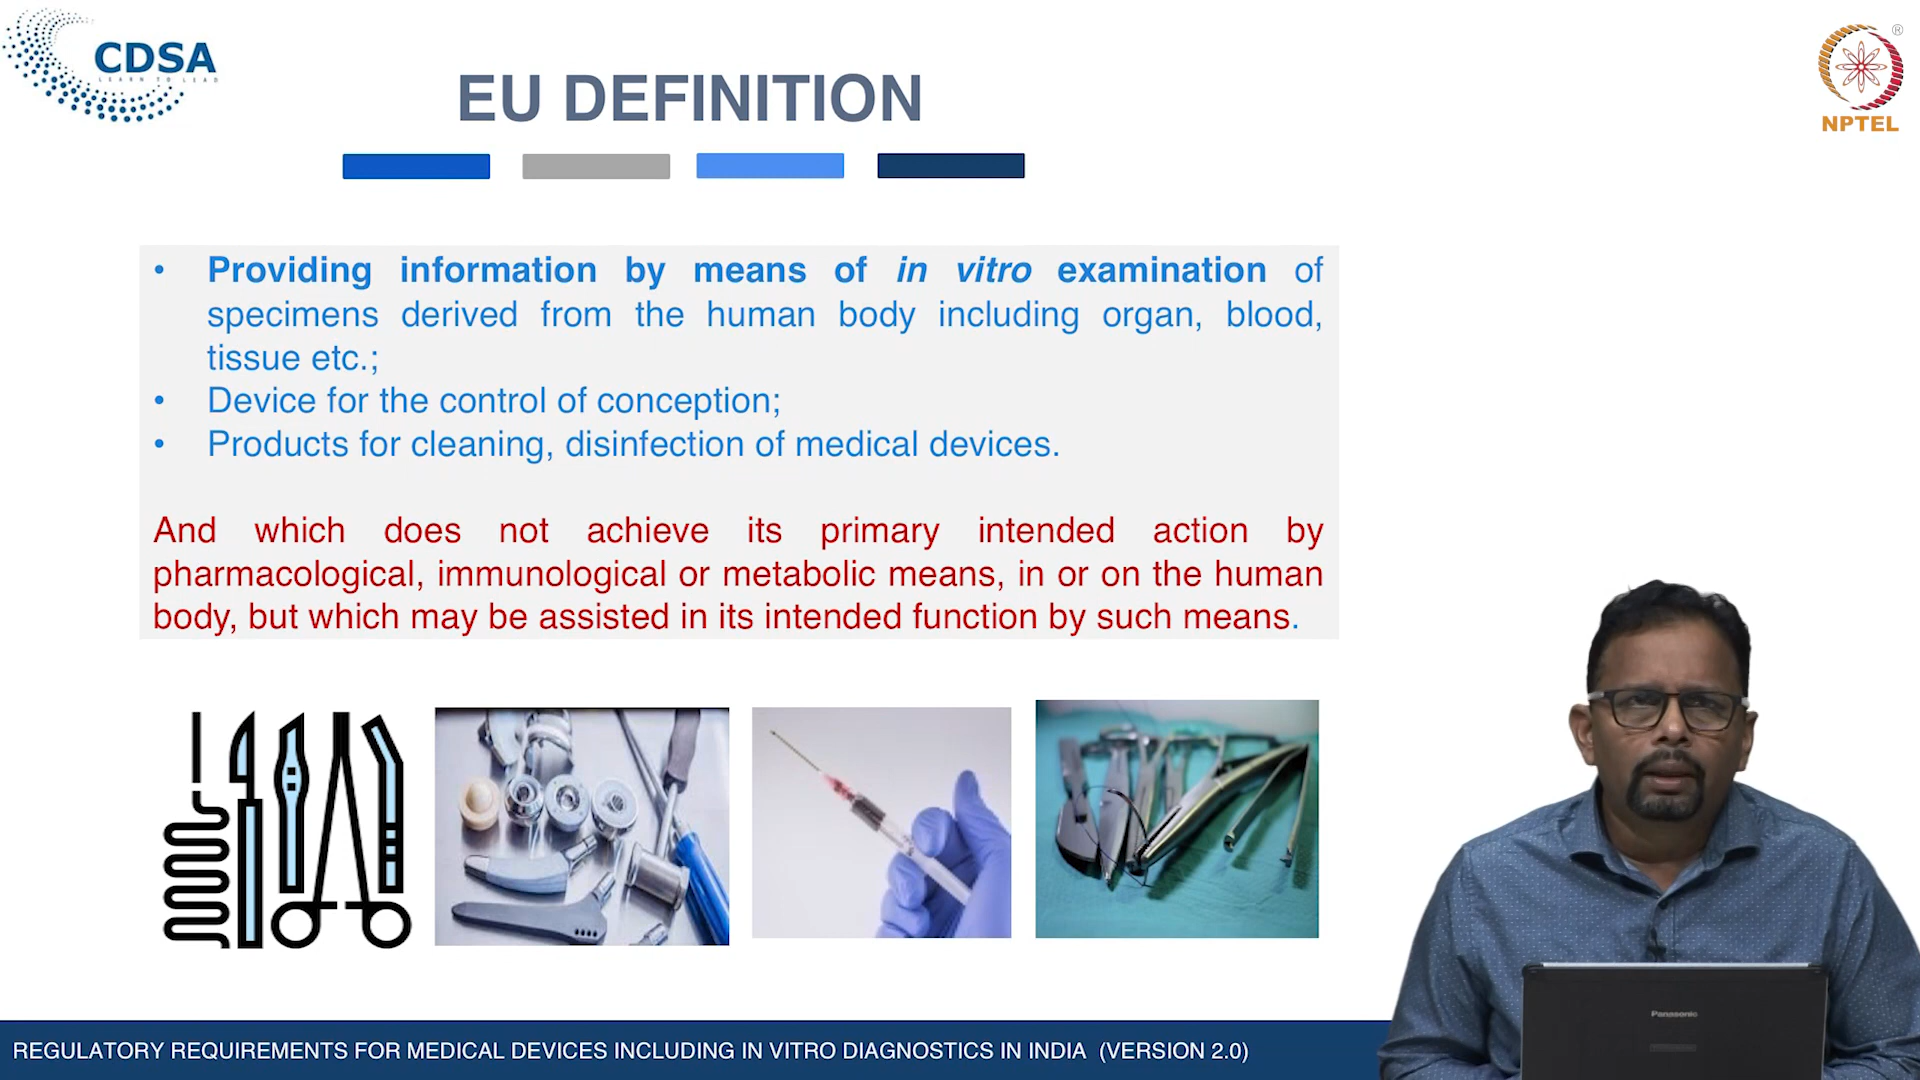 CDSA
LEARN TO LEAD
EU DEFINITION
®
NPTEL
• Providing information by means of in vitro examination of
specimens derived from the human body including organ, blood,
tissue etc.;
• Device for the control of conception;
• Products for cleaning, disinfection of medical devices.
And which does not achieve its primary intended action by
pharmacological, immunological or metabolic means, in or on the human
body, but which may be assisted in its intended function by such means.
Panasonic
REGULATORY REQUIREMENTS FOR MEDICAL DEVICES INCLUDING IN VITRO DIAGNOSTICS IN INDIA (VERSION 2.0)